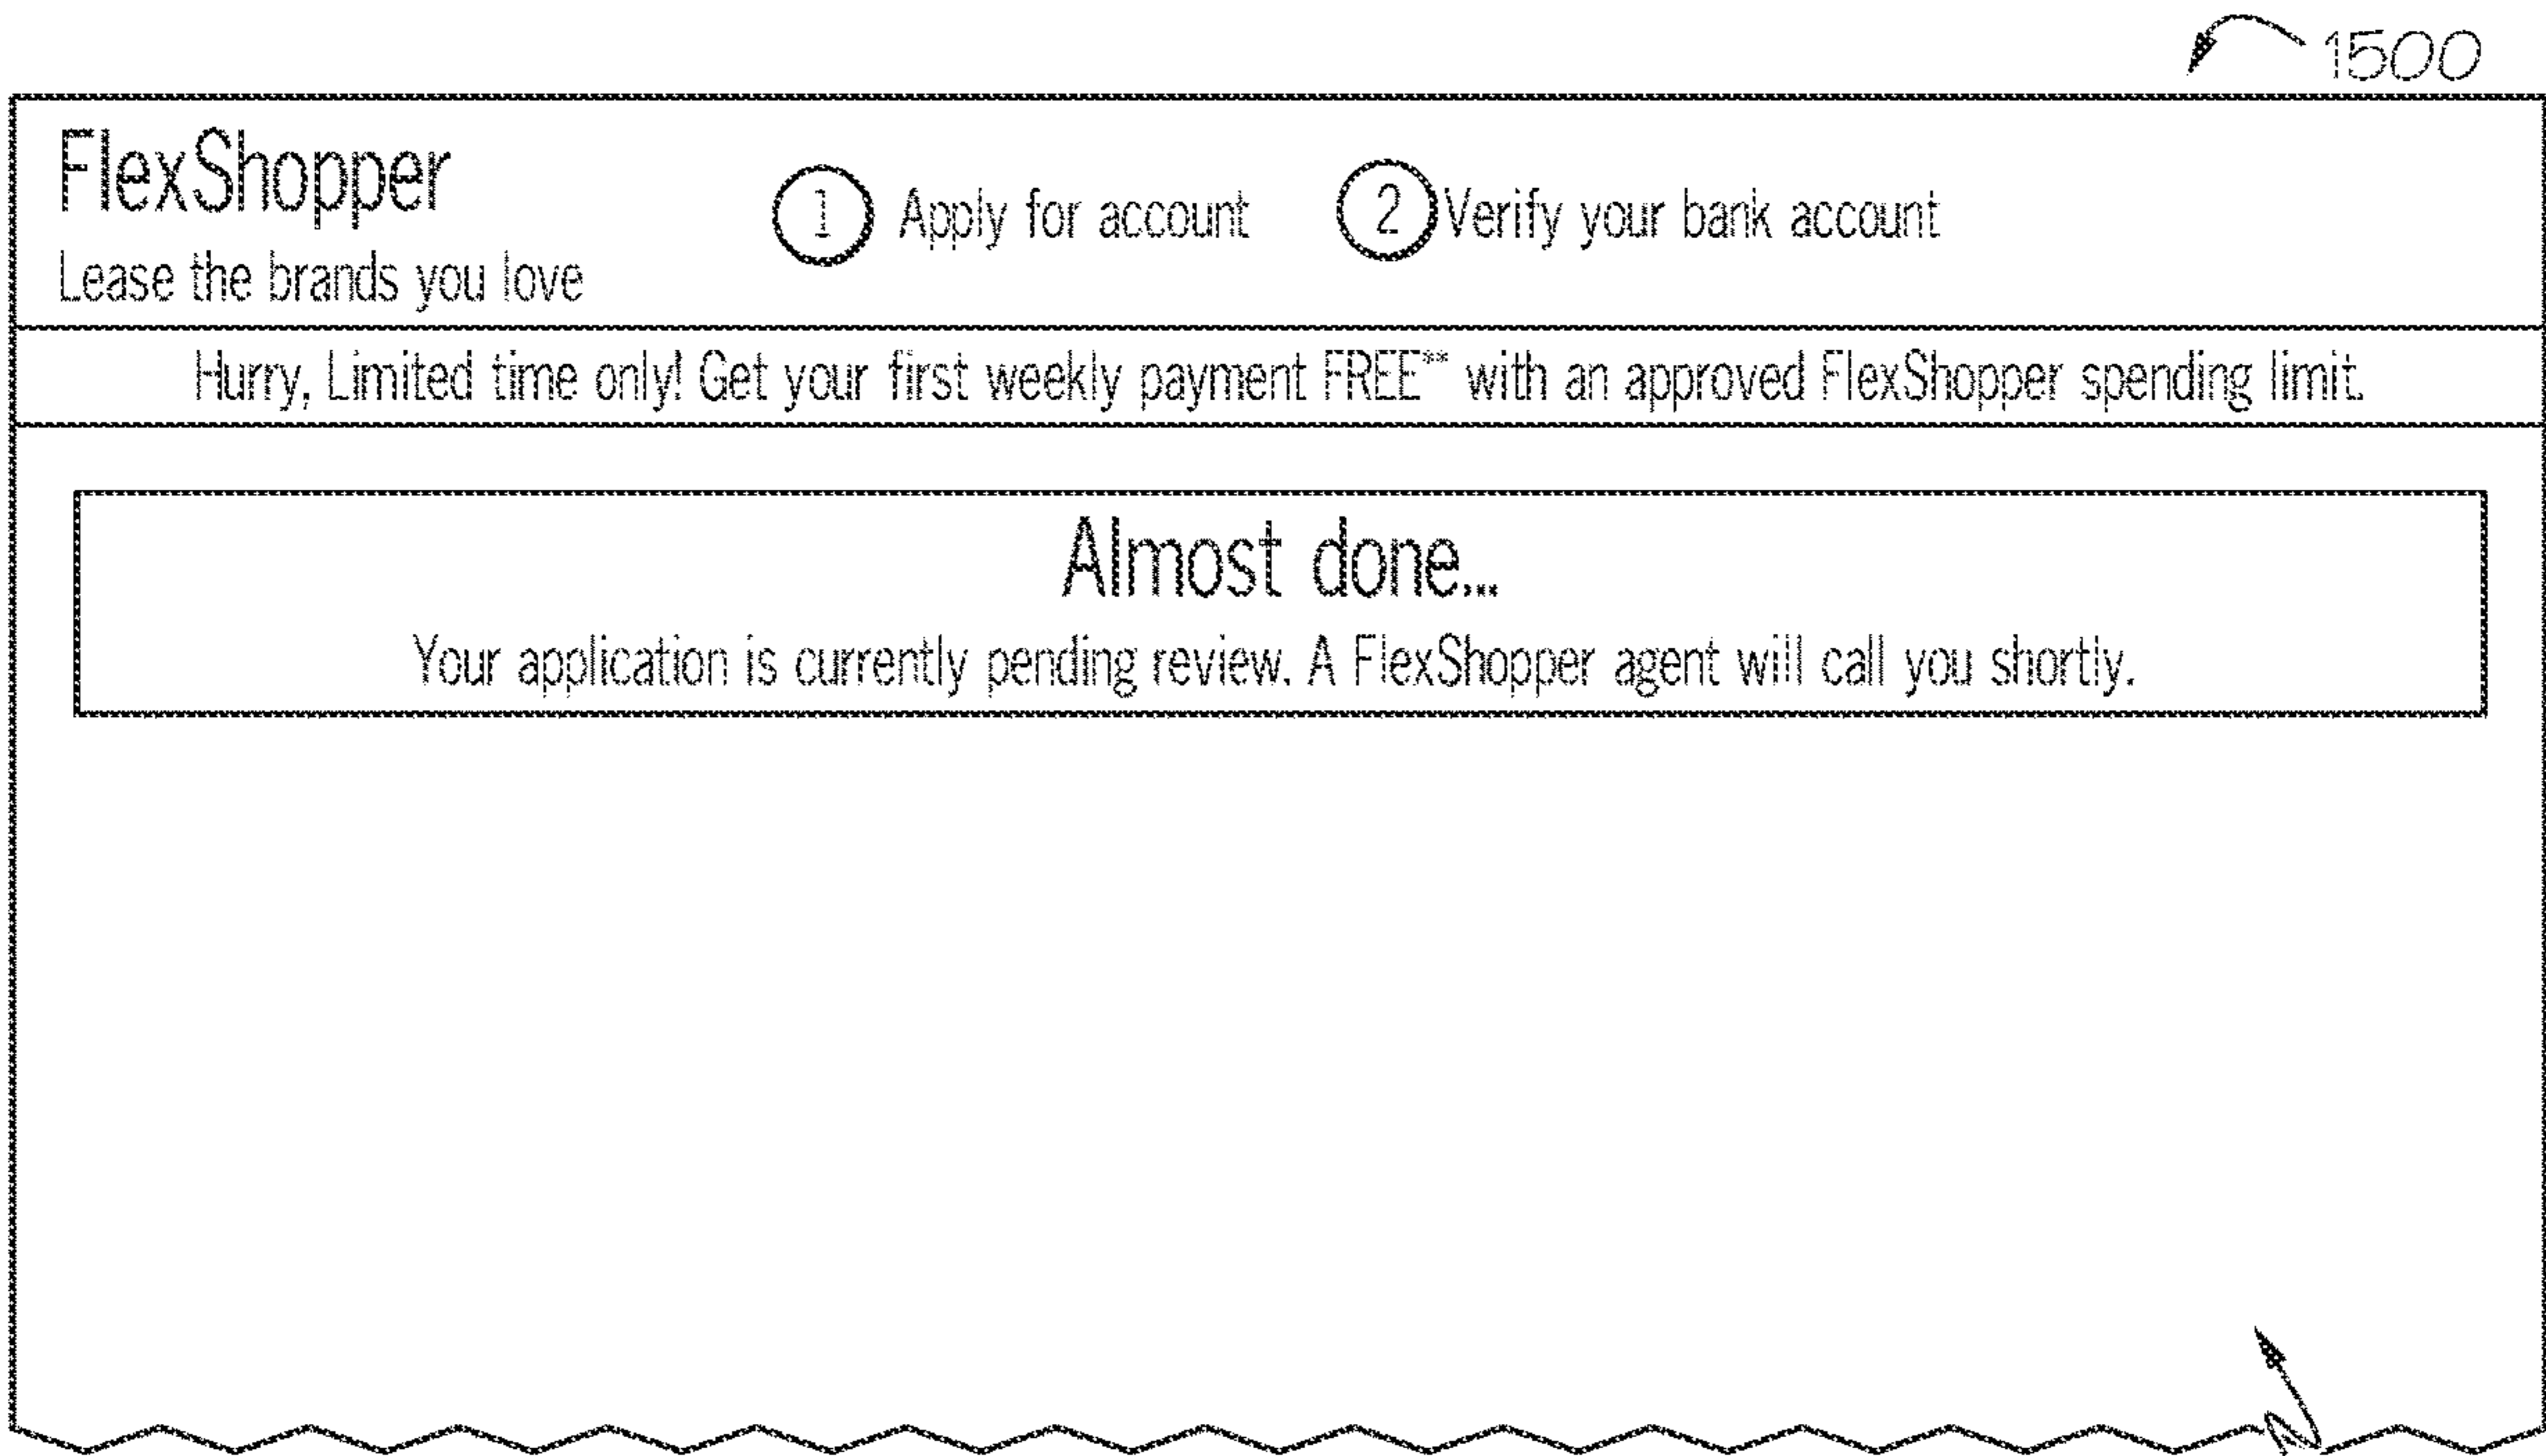 1500
FlexShopper
Lease the brands you love
1 Apply for account 2 Verify your bank account
Hurry, Limited time only! Get your first weekly payment FREE** with an approved FlexShopper spending limit.
Almost done...
Your application is currently pending review. A FlexShopper agent will call you shortly.